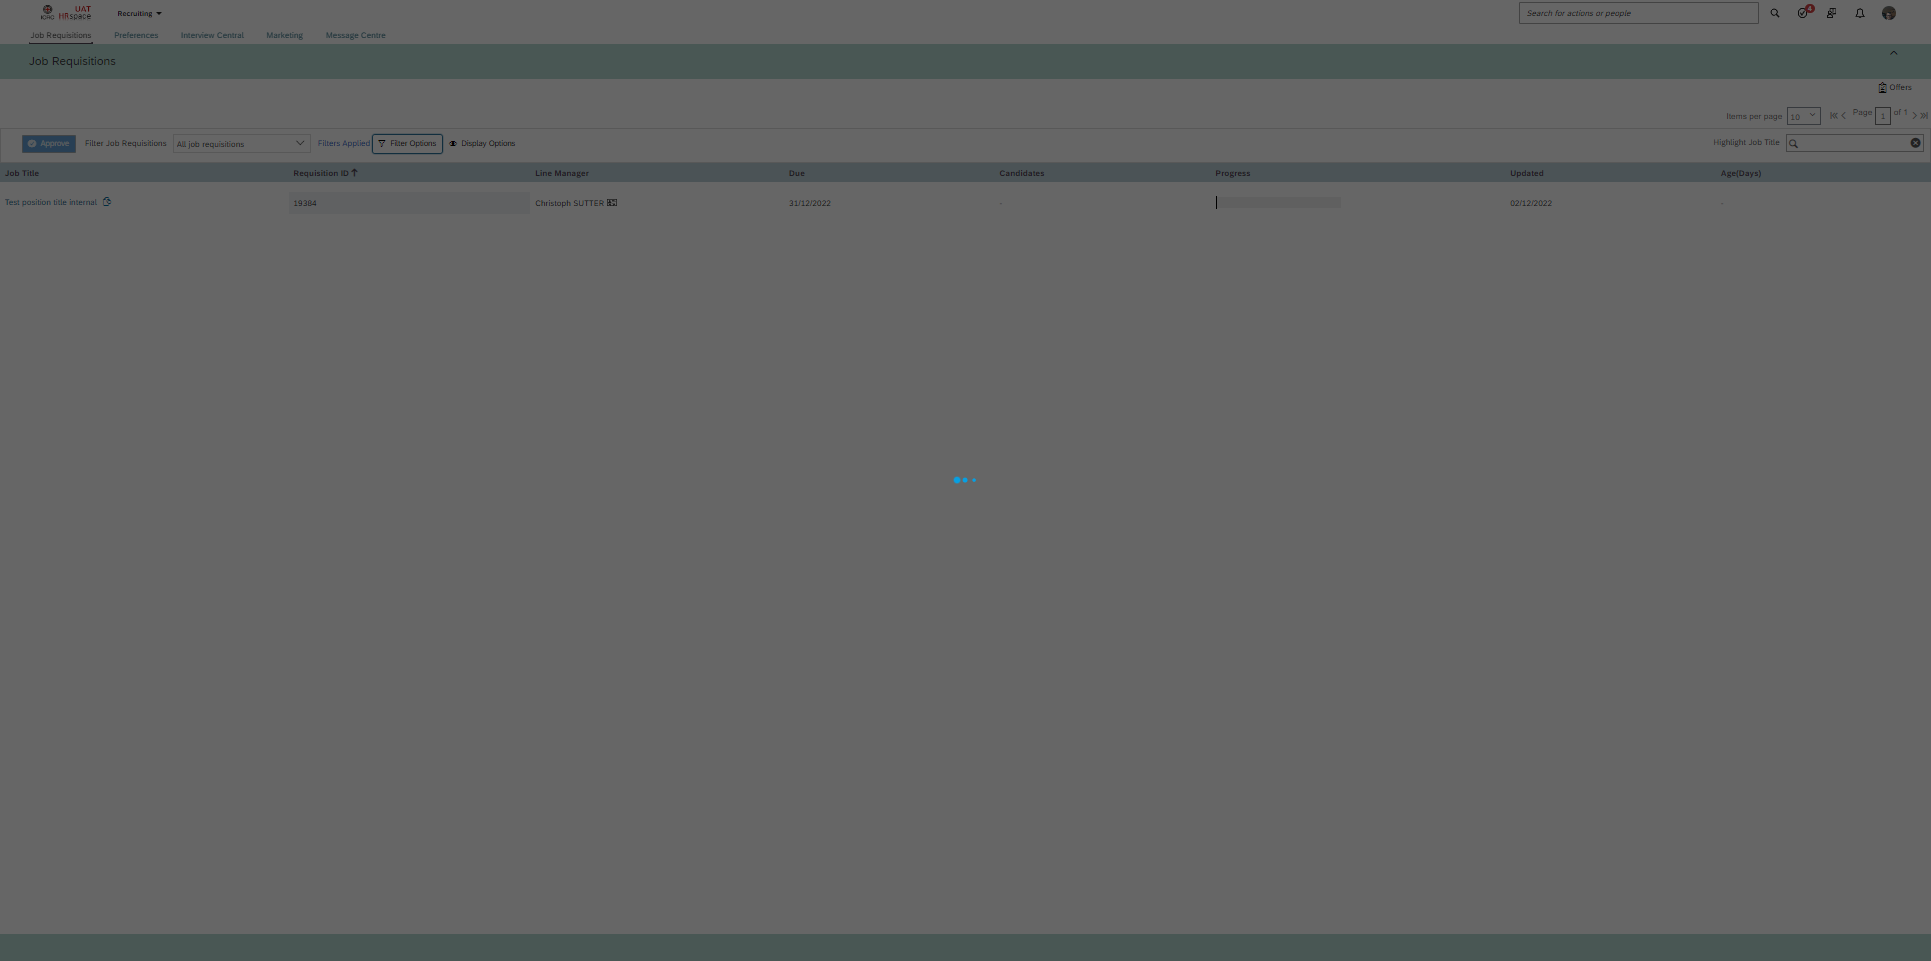 UAT
ICRC HRspace
Recruiting
Search for actions or people
4
Job Requisitions
Preferences
Interview Central
Marketing
Message Centre
Job Requisitions
Offers
Items per page 10
Page 1 of 1
Approve
Filter Job Requisitions
All job requisitions
Filters Applied
Filter Options
Display Options
Highlight Job Title
Job Title
Requisition ID
Line Manager
Due
Candidates
Progress
Updated
Age(Days)
Test position title internal
19384
Christoph SUTTER
31/12/2022
-
02/12/2022
-